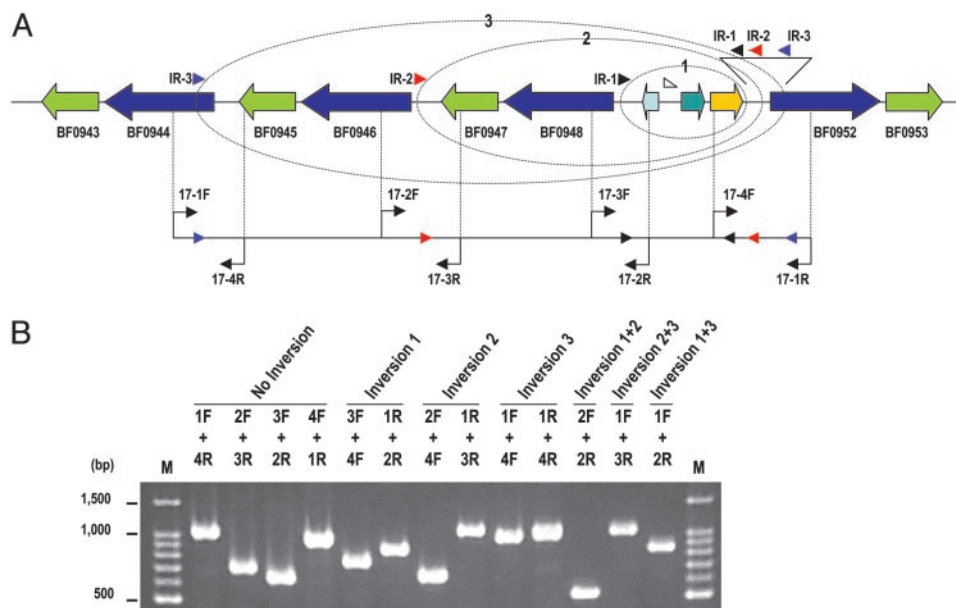 A
3
2
1
IR-1 IR-2 IR-3
IR-3
IR-2
IR-1
BF0943 BF0944 BF0945 BF0946 BF0947 BF0948 BF0952 BF0953
17-1F 17-2F 17-3F 17-4F
17-4R 17-3R 17-2R 17-1R
B
No Inversion Inversion 1 Inversion 2 Inversion 3 Inversion 1+2 Inversion 2+3 Inversion 1+3
1F 2F 3F 4F 3F 1R 2F 1R 1F 1R 2F 1F 1F
+ + + + + + + + + + + + +
(bp) M 4R 3R 2R 1R 4F 2R 4F 3R 4F 4R 2R 3R 2R M
1,500
1,000
500